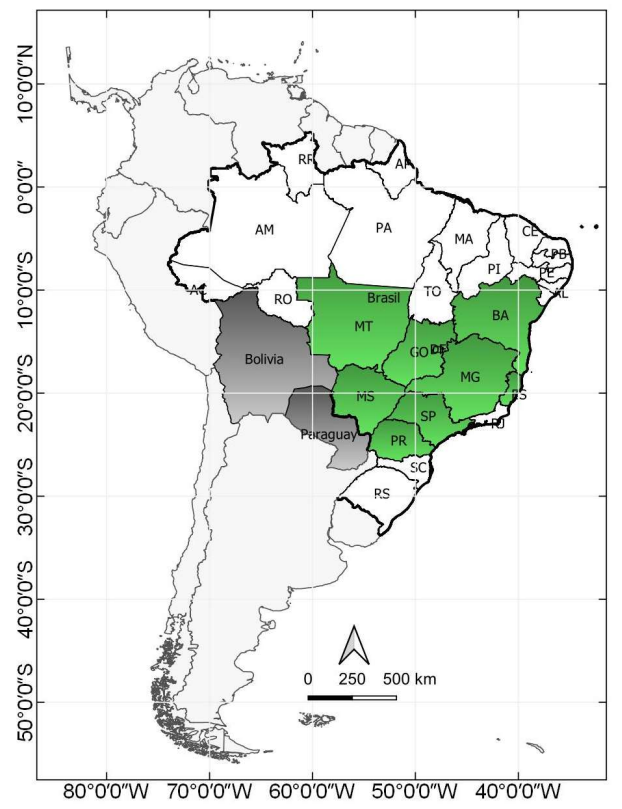 10°0'0"N
0°0'0"
10°0'0"S
20°0'0"S
30°0'0"S
40°0'0"S
50°0'0"S
RR
AP
AM
PA
MA
CE
PB
PI
PE
AC
RO
TO
AL
Brasil
BA
MT
Bolivia
GO
DF
MG
ES
MS
SP
RJ
Paraguay
PR
SC
RS
0 250 500 km
80°0'0"W 70°0'0"W 60°0'0"W 50°0'0"W 40°0'0"W